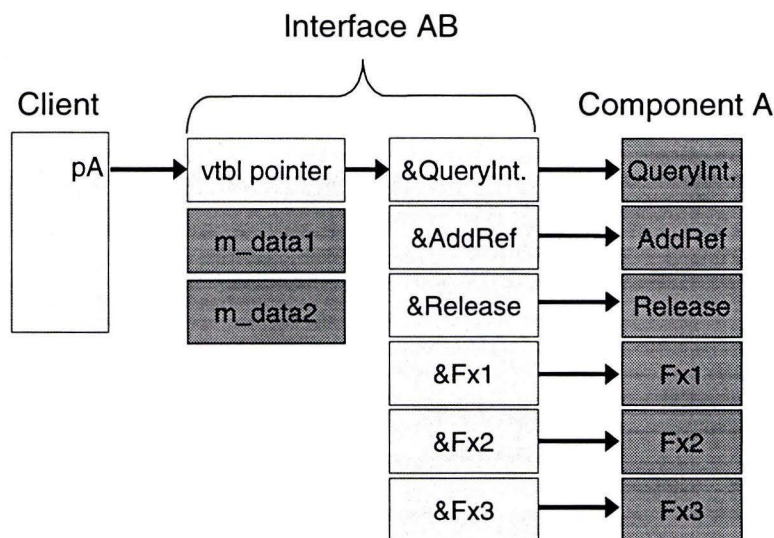 Interface AB
Client
Component A
pA
vtbl pointer
&QueryInt.
QueryInt.
m_data1
&AddRef
AddRef
m_data2
&Release
Release
&Fx1
Fx1
&Fx2
Fx2
&Fx3
Fx3